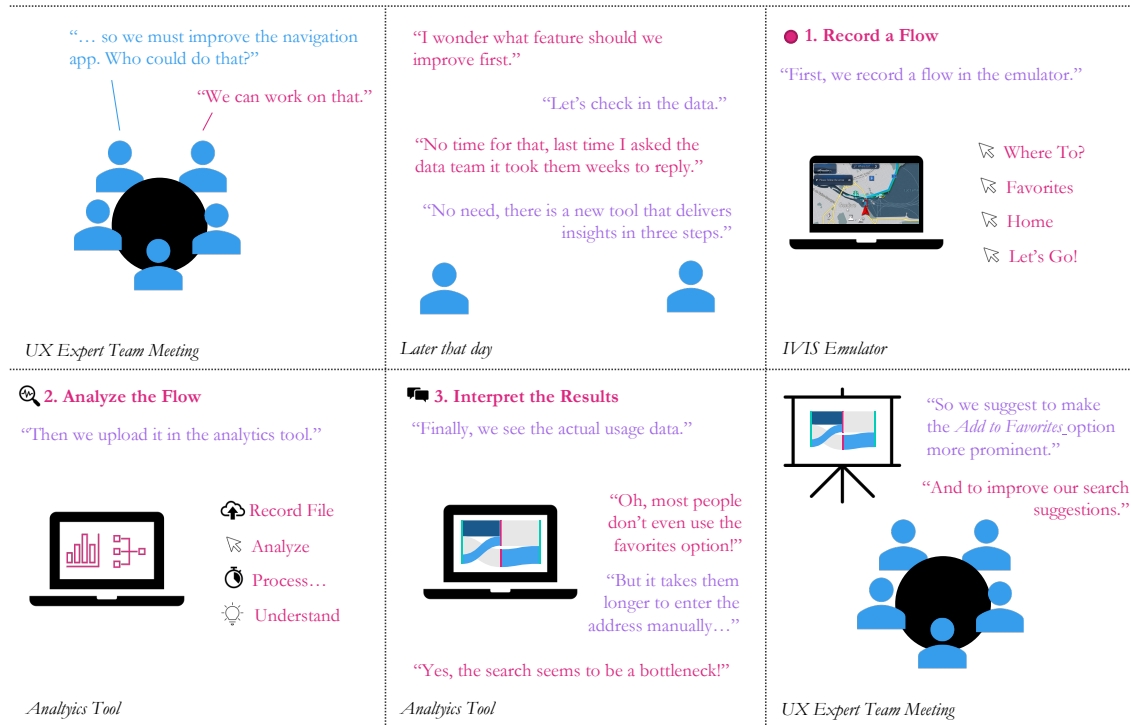 “… so we must improve the navigation
app. Who could do that?”
“We can work on that.”
UX Expert Team Meeting
“I wonder what feature should we
improve first.”
“Let’s check in the data.”
“No time for that, last time I asked the
data team it took them weeks to reply.”
“No need, there is a new tool that delivers
insights in three steps.”
Later that day
1. Record a Flow
“First, we record a flow in the emulator.”
Where To?
Favorites
Home
Let’s Go!
IVIS Emulator
2. Analyze the Flow
“Then we upload it in the analytics tool.”
Record File
Analyze
Process…
Understand
Analtyics Tool
3. Interpret the Results
“Finally, we see the actual usage data.”
“Oh, most people
don’t even use the
favorites option!”
“But it takes them
longer to enter the
address manually…”
“Yes, the search seems to be a bottleneck!”
Analtyics Tool
“So we suggest to make
the Add to Favorites option
more prominent.”
“And to improve our search
suggestions.”
UX Expert Team Meeting